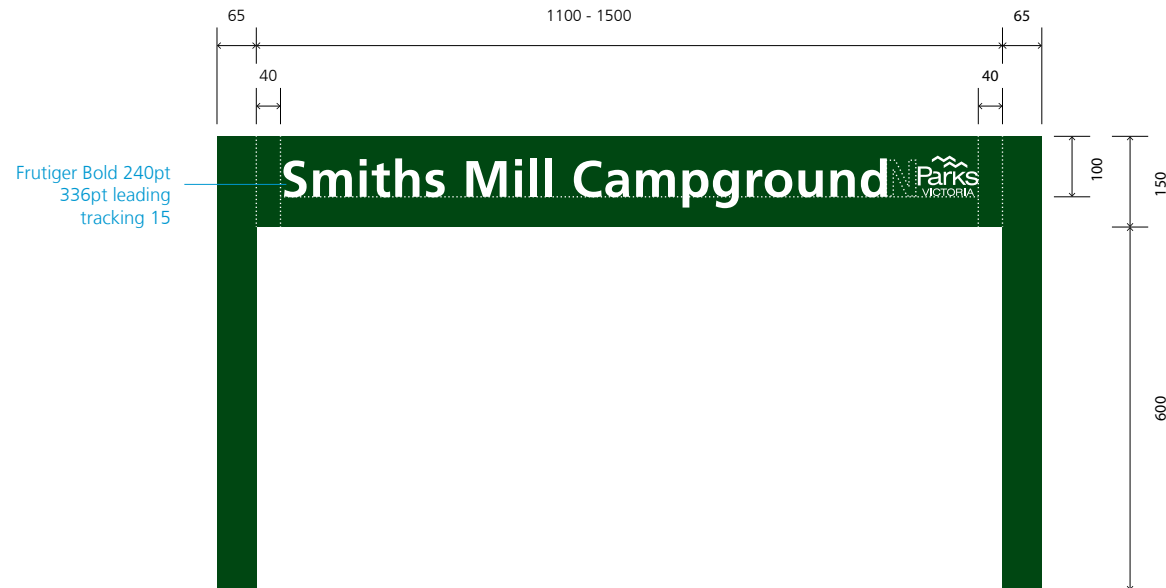 65
1100 - 1500
65
40
40
Frutiger Bold 240pt
336pt leading
tracking 15
Smiths Mill Campground
N
Parks
VICTORIA
100
150
600